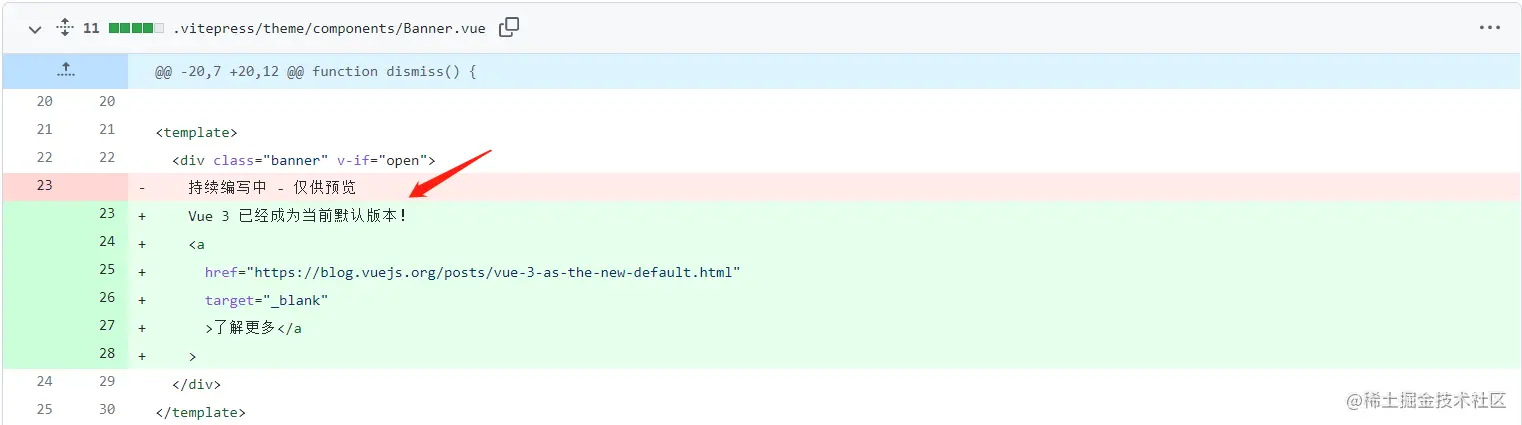 11 .vitepress/theme/components/Banner.vue
@@ -20,7 +20,12 @@ function dismiss() {
20 20
21 21 <template>
22 22 <div class="banner" v-if="open">
23 - 持续编写中 - 仅供预览
23 + Vue 3 已经成为当前默认版本!
24 + <a
25 + href="https://blog.vuejs.org/posts/vue-3-as-the-new-default.html"
26 + target="_blank"
27 + >了解更多</a
28 + >
24 29 </div>
25 30 </template>
@稀土掘金技术社区